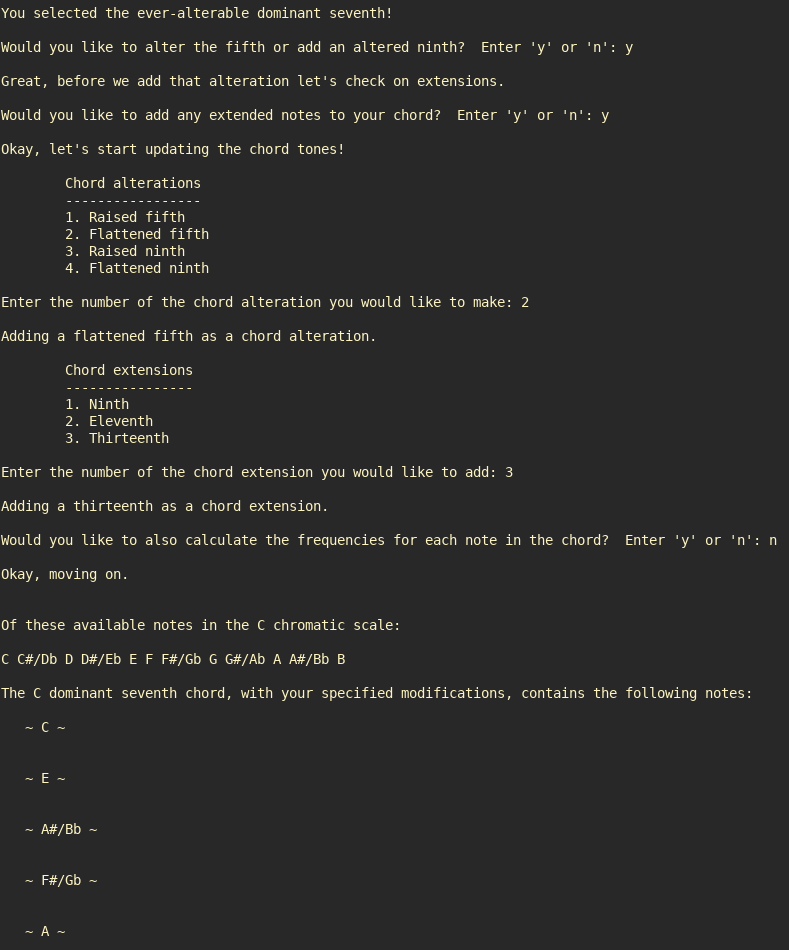 You selected the ever-alterable dominant seventh!
Would you like to alter the fifth or add an altered ninth?  Enter 'y' or 'n': y
Great, before we add that alteration let's check on extensions.
Would you like to add any extended notes to your chord?  Enter 'y' or 'n': y
Okay, let's start updating the chord tones!
Chord alterations
-----------------
1. Raised fifth
2. Flattened fifth
3. Raised ninth
4. Flattened ninth
Enter the number of the chord alteration you would like to make: 2
Adding a flattened fifth as a chord alteration.
Chord extensions
----------------
1. Ninth
2. Eleventh
3. Thirteenth
Enter the number of the chord extension you would like to add: 3
Adding a thirteenth as a chord extension.
Would you like to also calculate the frequencies for each note in the chord?  Enter 'y' or 'n': n
Okay, moving on.
Of these available notes in the C chromatic scale:
C C#/Db D D#/Eb E F F#/Gb G G#/Ab A A#/Bb B
The C dominant seventh chord, with your specified modifications, contains the following notes:
~ C ~
~ E ~
~ A#/Bb ~
~ F#/Gb ~
~ A ~